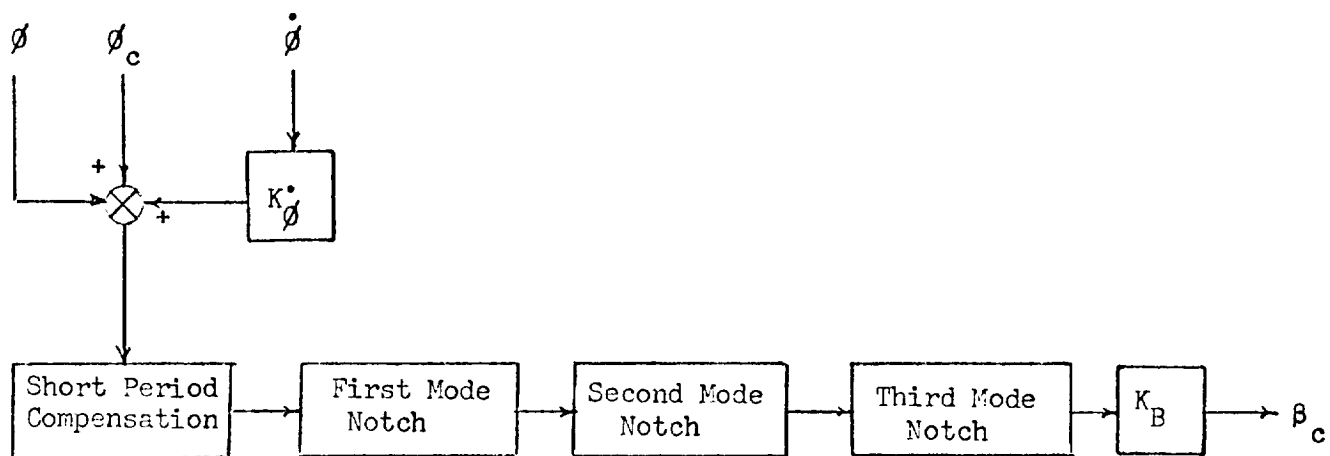 ø ø_c ø̇
+
K_ø̇
+
Short Period
Compensation
First Mode
Notch
Second Mode
Notch
Third Mode
Notch
K_B
β_c